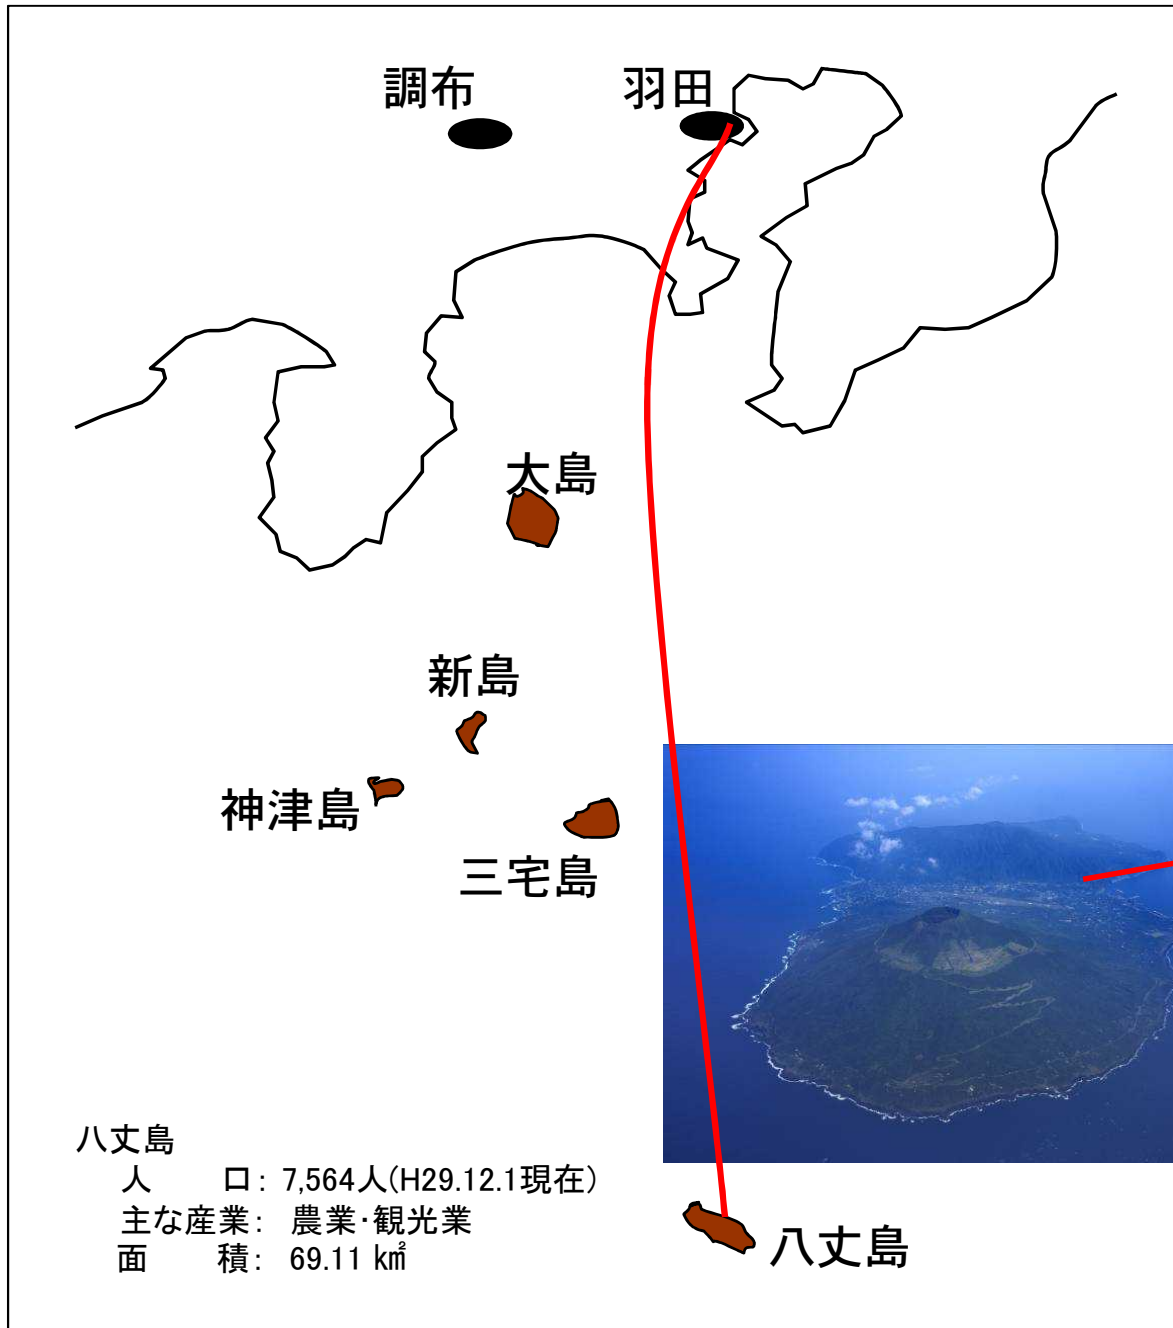 調布
羽田
大島
新島
神津島
三宅島
八丈島
人　　口： 7,564人(H29.12.1現在)
主な産業： 農業･観光業
面　　積： 69.11 k㎡
八丈島